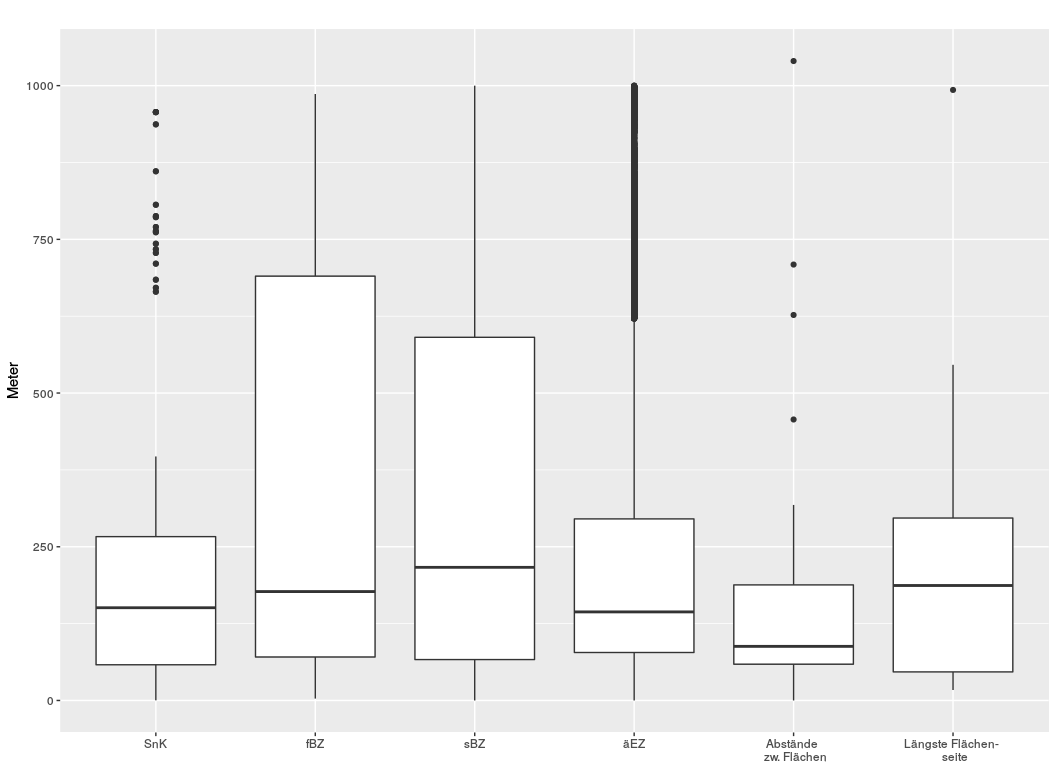 Meter
1000
750
500
250
0
SnK
fBZ
sBZ
äEZ
Abstände
zw. Flächen
Längste Flächen-
seite